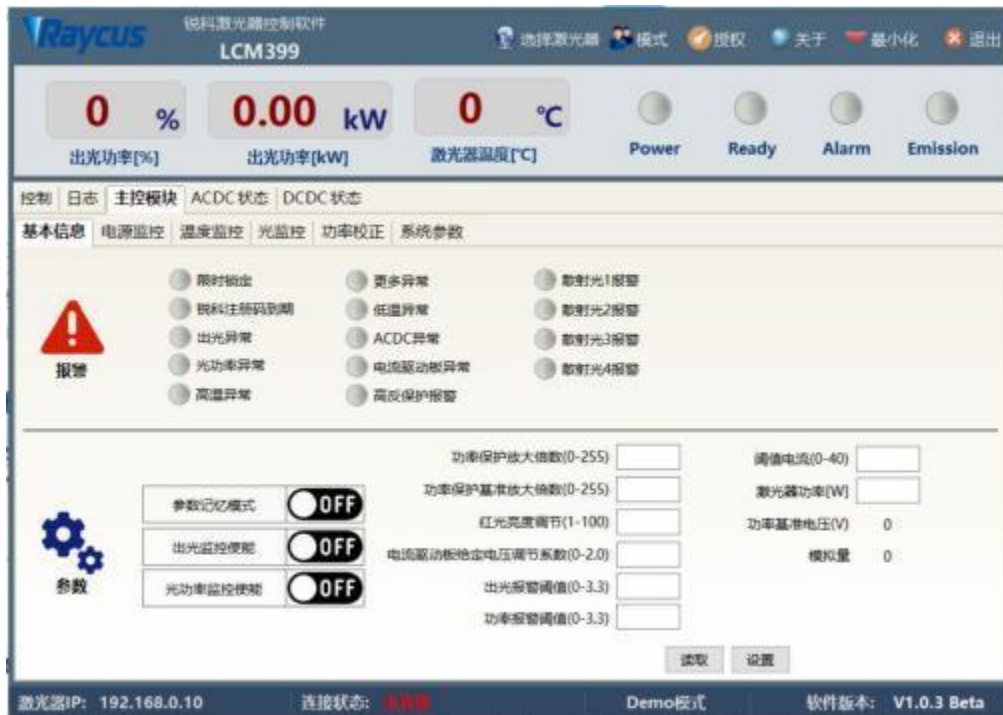 Raycus
锐科激光器控制软件
LCM399
选择激光器 模式 授权 关于 最小化 退出
0 % 0.00 kW 0 ℃
出光功率[%] 出光功率[kW] 激光器温度[℃] Power Ready Alarm Emission
控制 日志 主控模块 ACDC状态 DCDC状态
基本信息 电源监控 温度监控 光监控 功率校正 系统参数
限时锁定 更多异常 散射光1报警
锐科注册码到期 低温异常 散射光2报警
出光异常 ACDC异常 散射光3报警
光功率异常 电流驱动板异常 散射光4报警
高温异常 高反保护报警
报警
功率保护放大倍数(0-255) 阈值电流(0-40)
功率保护基准放大倍数(0-255) 激光器功率[W]
参数记忆模式 OFF 红光亮度调节(1-100) 功率基准电压(V) 0
出光监控使能 OFF 电流驱动板给定电压调节系数(0-2.0) 模拟量 0
光功率监控使能 OFF 出光报警阈值(0-3.3)
参数
功率报警阈值(0-3.3)
读取 设置
激光器IP: 192.168.0.10 连接状态: Demo模式 软件版本: V1.0.3 Beta